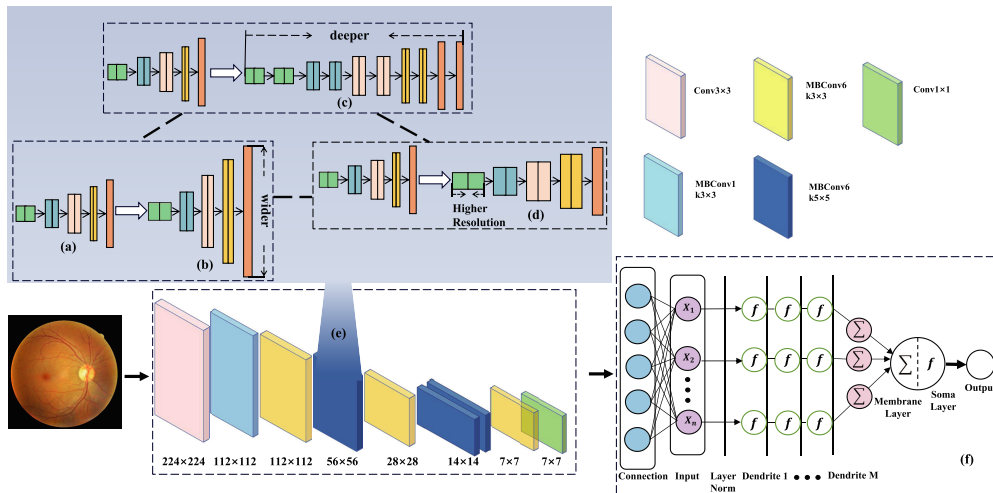 deeper
(c)
Conv3×3
MBConv6
k3×3
Conv1×1
MBConv1
k3×3
MBConv6
k5×5
(a)
(b)
wider
Higher
Resolution
(d)
(e)
224×224
112×112
112×112
56×56
28×28
14×14
7×7
7×7
X1
X2
Xn
f f f
f f f
f f f
Σ
Σ
Σ
Σ f
Membrane
Layer
Soma
Layer
Output
Connection
Input
Layer
Norm
Dendrite 1
Dendrite M
(f)